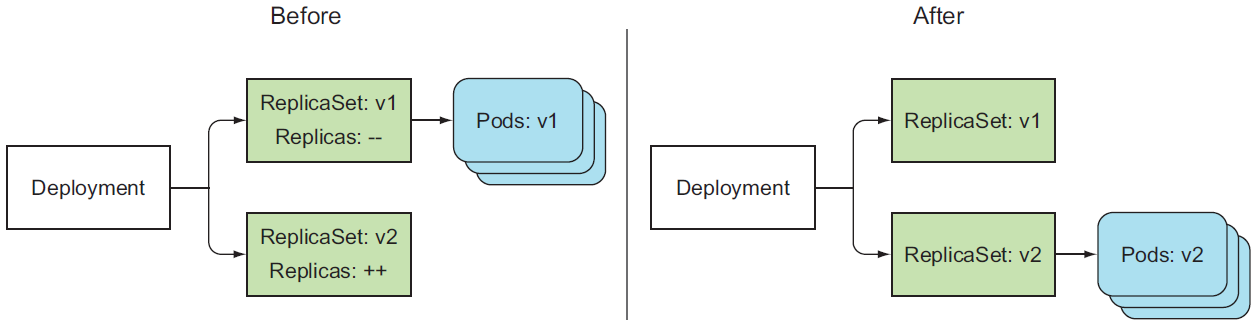 Before
Deployment
ReplicaSet: v1
Replicas: --
Pods: v1
ReplicaSet: v2
Replicas: ++
After
Deployment
ReplicaSet: v1
ReplicaSet: v2
Pods: v2